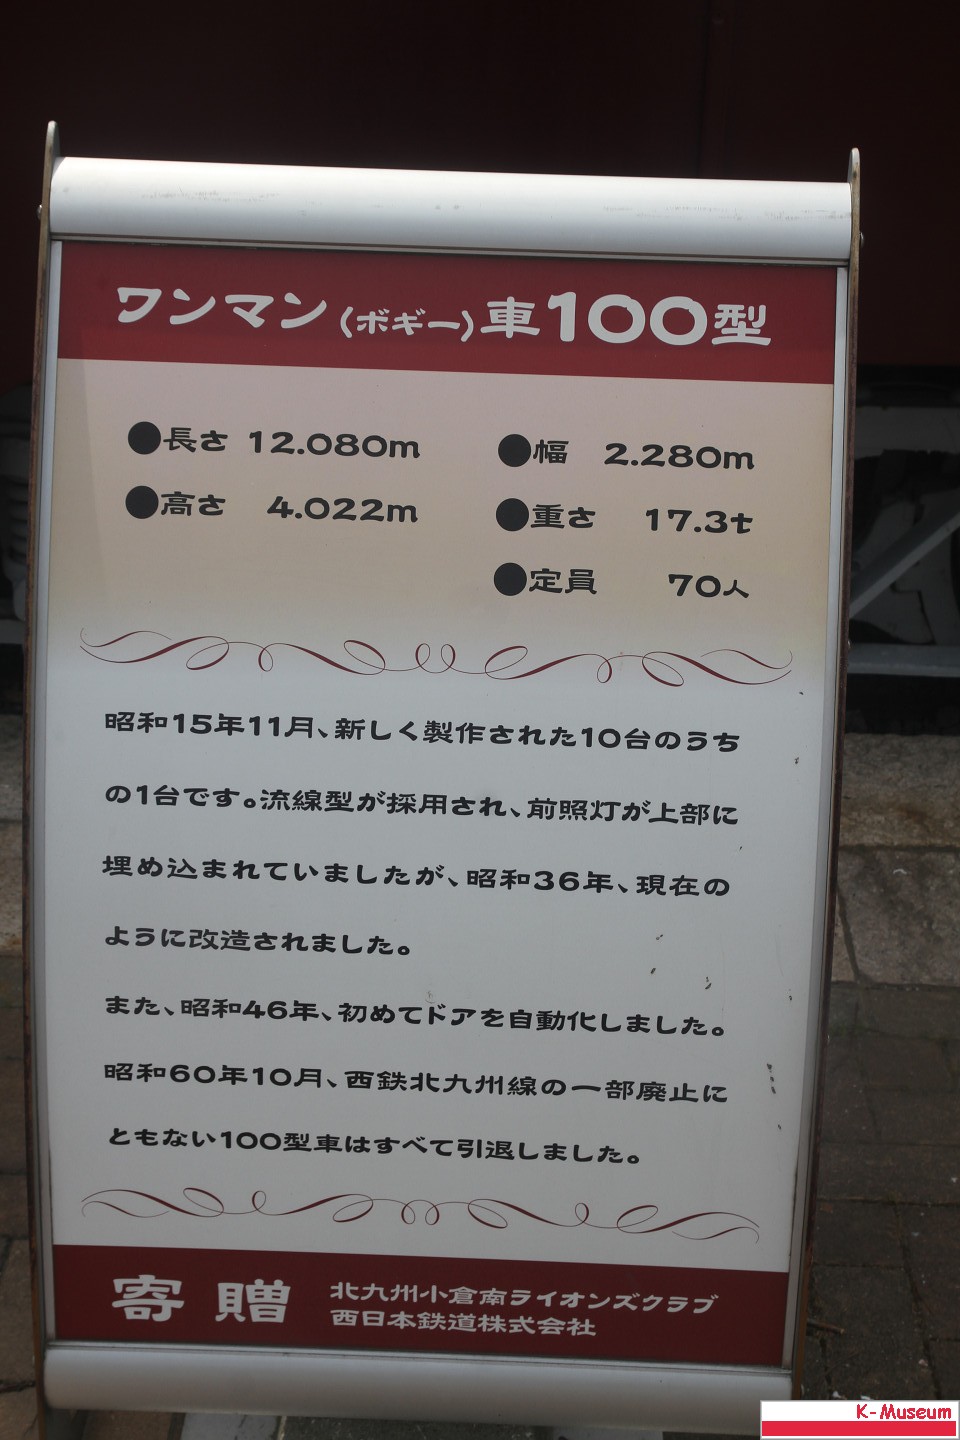 ワンマン(ボギー)車100型
●長さ 12.080m ●幅 2.280m
●高さ 4.022m ●重さ 17.3t
●定員 70人
昭和15年11月、新しく製作された10台のうち
の1台です。流線型が採用され、前照灯が上部に
埋め込まれていましたが、昭和36年、現在の
ように改造されました。
また、昭和46年、初めてドアを自動化しました。
昭和60年10月、西鉄北九州線の一部廃止に
ともない100型車はすべて引退しました。
寄贈 北九州小倉南ライオンズクラブ
西日本鉄道株式会社
K-Museum